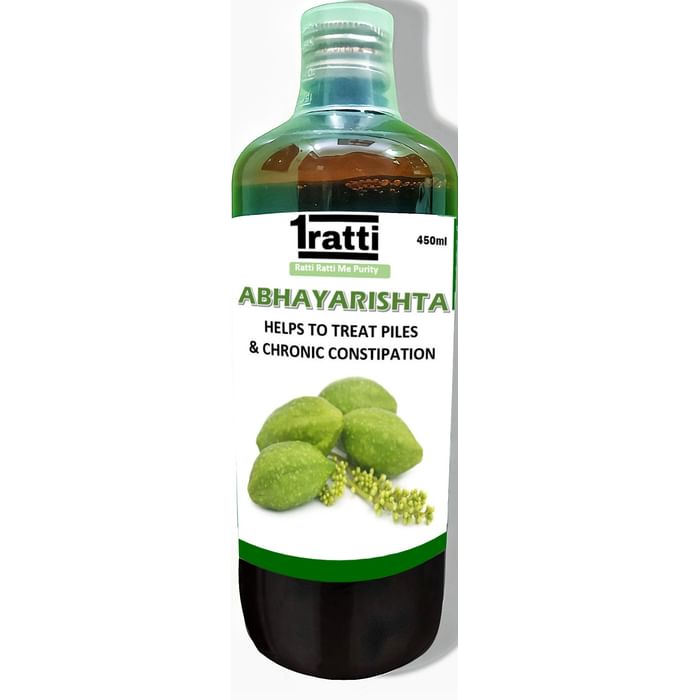 1ratti
450ml
Ratti Ratti Me Purity
ABHAYARISHTA
HELPS TO TREAT PILES
& CHRONIC CONSTIPATION